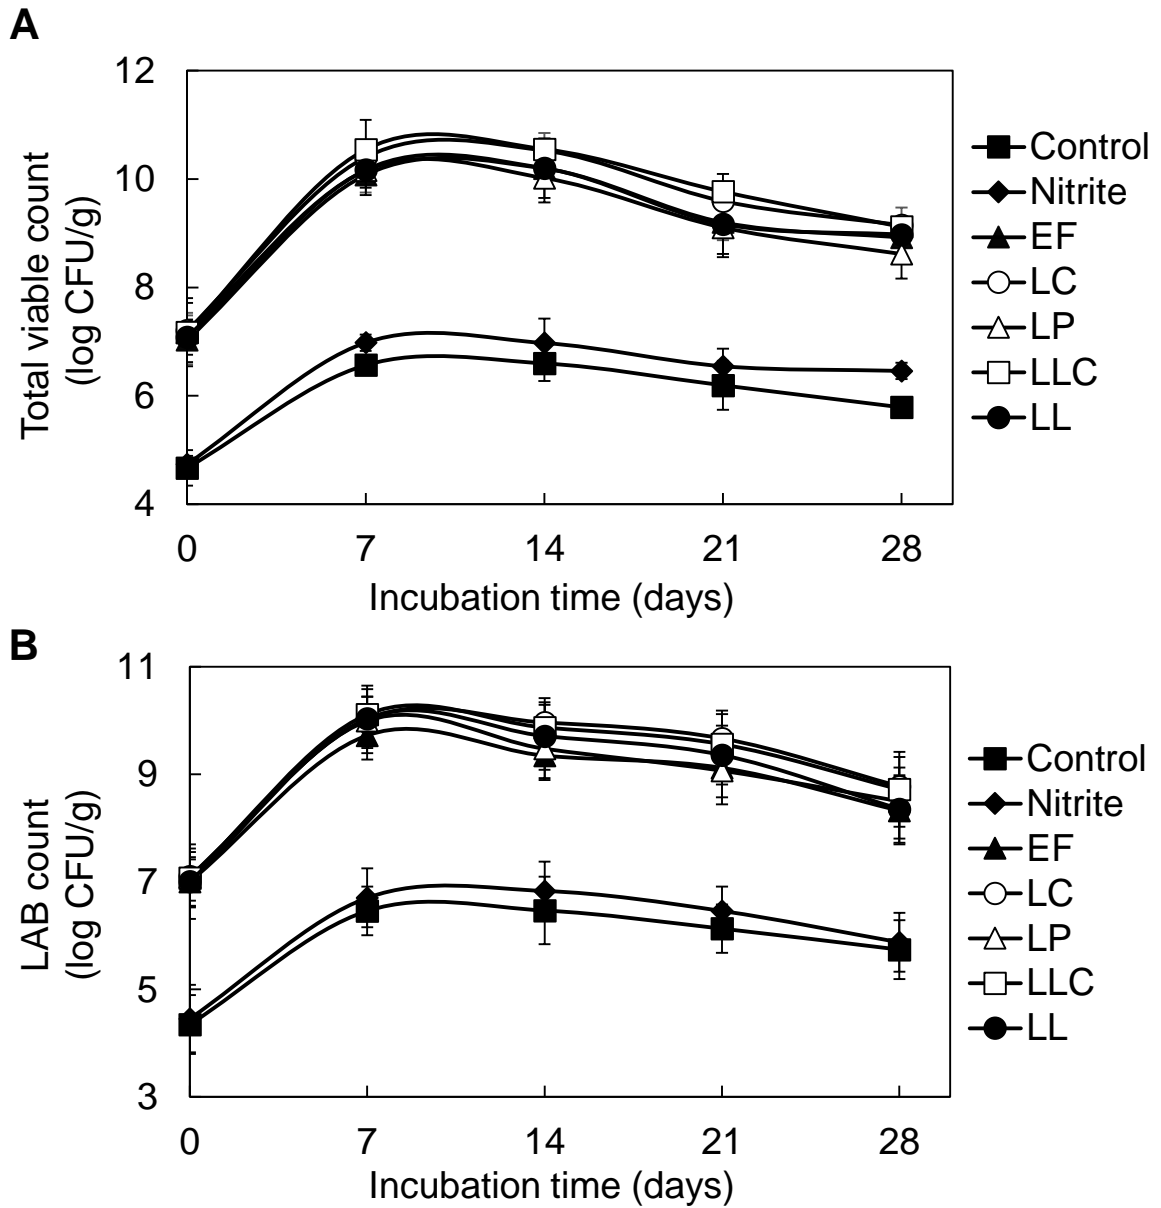 A
12
10
8
6
4
Total viable count
(log CFU/g)
0 7 14 21 28
Incubation time (days)
Control
Nitrite
EF
LC
LP
LLC
LL
B
11
9
7
5
3
LAB count
(log CFU/g)
0 7 14 21 28
Incubation time (days)
Control
Nitrite
EF
LC
LP
LLC
LL